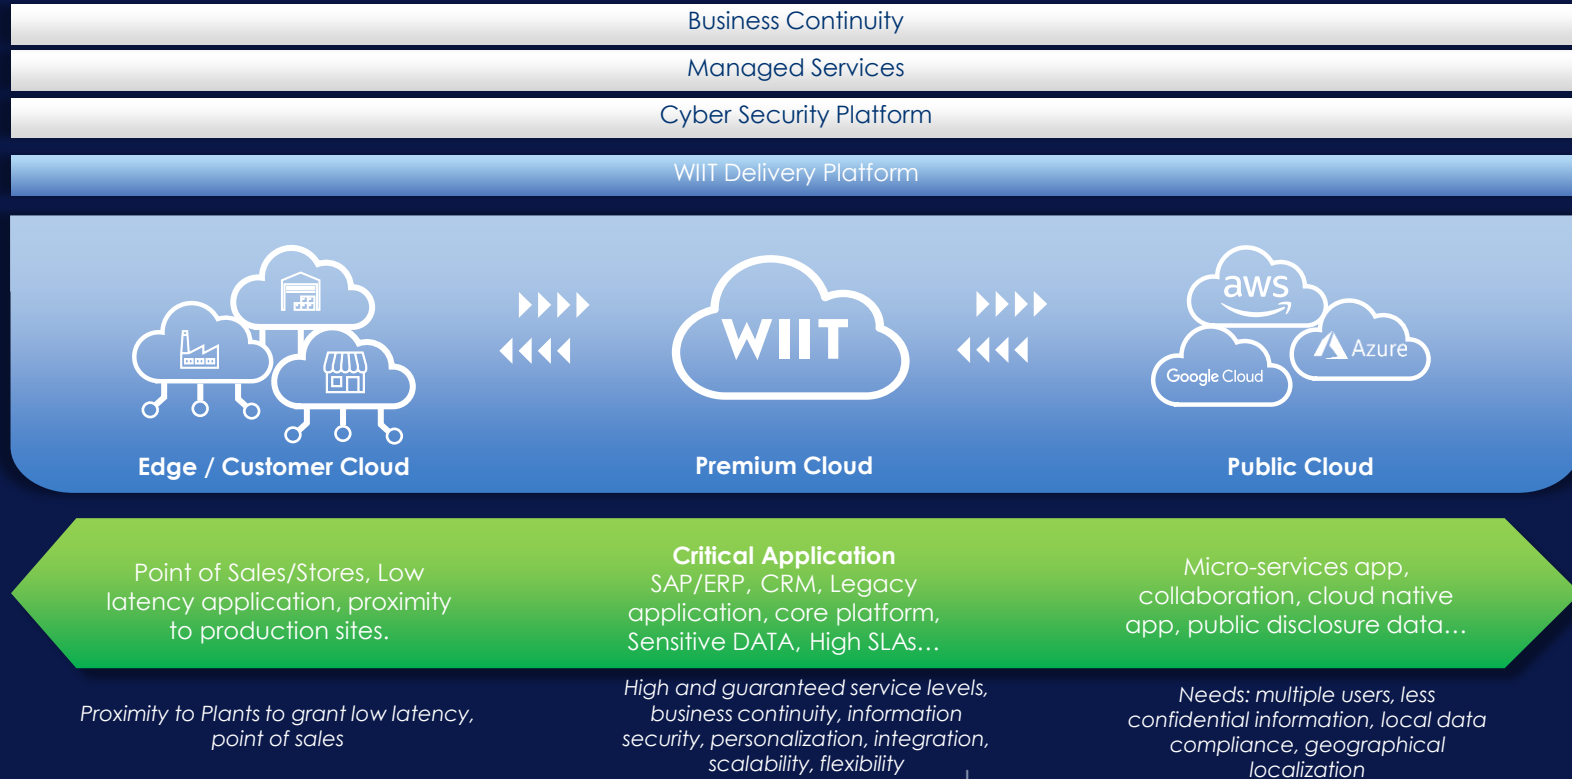 Business Continuity
Managed Services
Cyber Security Platform
WIIT Delivery Platform
aws
WIIT
Azure
Google Cloud
Edge / Customer Cloud
Premium Cloud
Public Cloud
Point of Sales/Stores, Low
latency application, proximity
to production sites.
Critical Application
SAP/ERP, CRM, Legacy
application, core platform,
Sensitive DATA, High SLAs...
Micro-services app,
collaboration, cloud native
app, public disclosure data...
Proximity to Plants to grant low latency,
point of sales
High and guaranteed service levels,
business continuity, information
security, personalization, integration,
scalability, flexibility
Needs: multiple users, less
confidential information, local data
compliance, geographical
localization